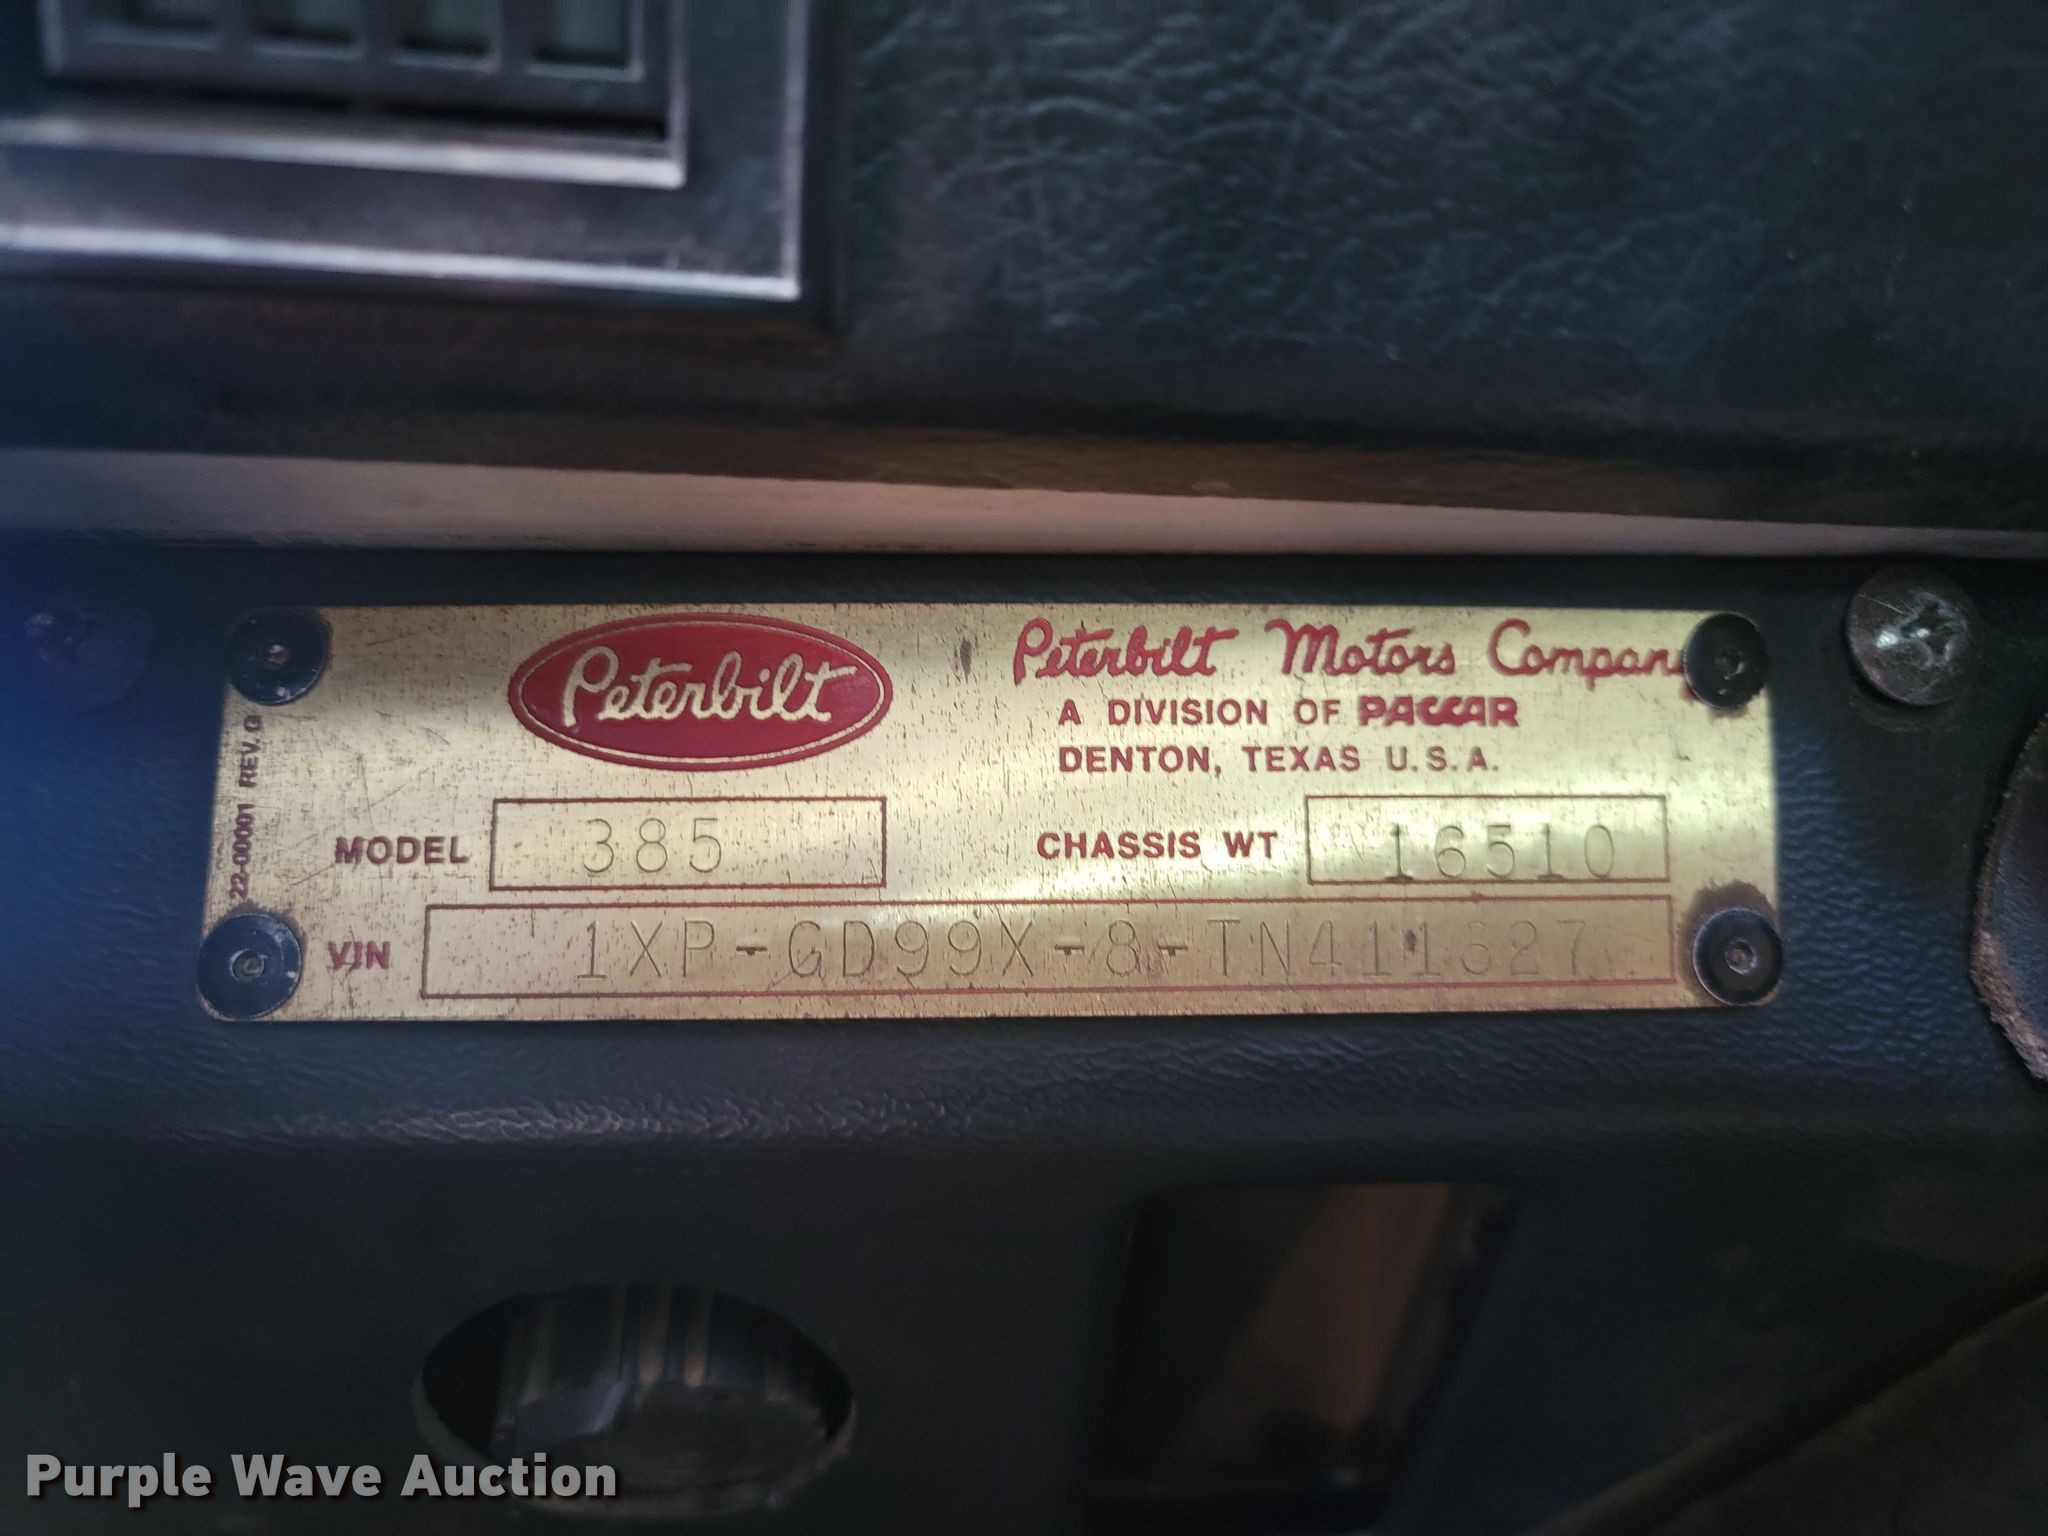 Peterbilt
Peterbilt Motors Company
A DIVISION OF PACCAR
DENTON, TEXAS U.S.A.
22-00001 REV. G
MODEL 385
CHASSIS WT 16510
VIN 1XP-GD99X-8-TN411627
Purple Wave Auction